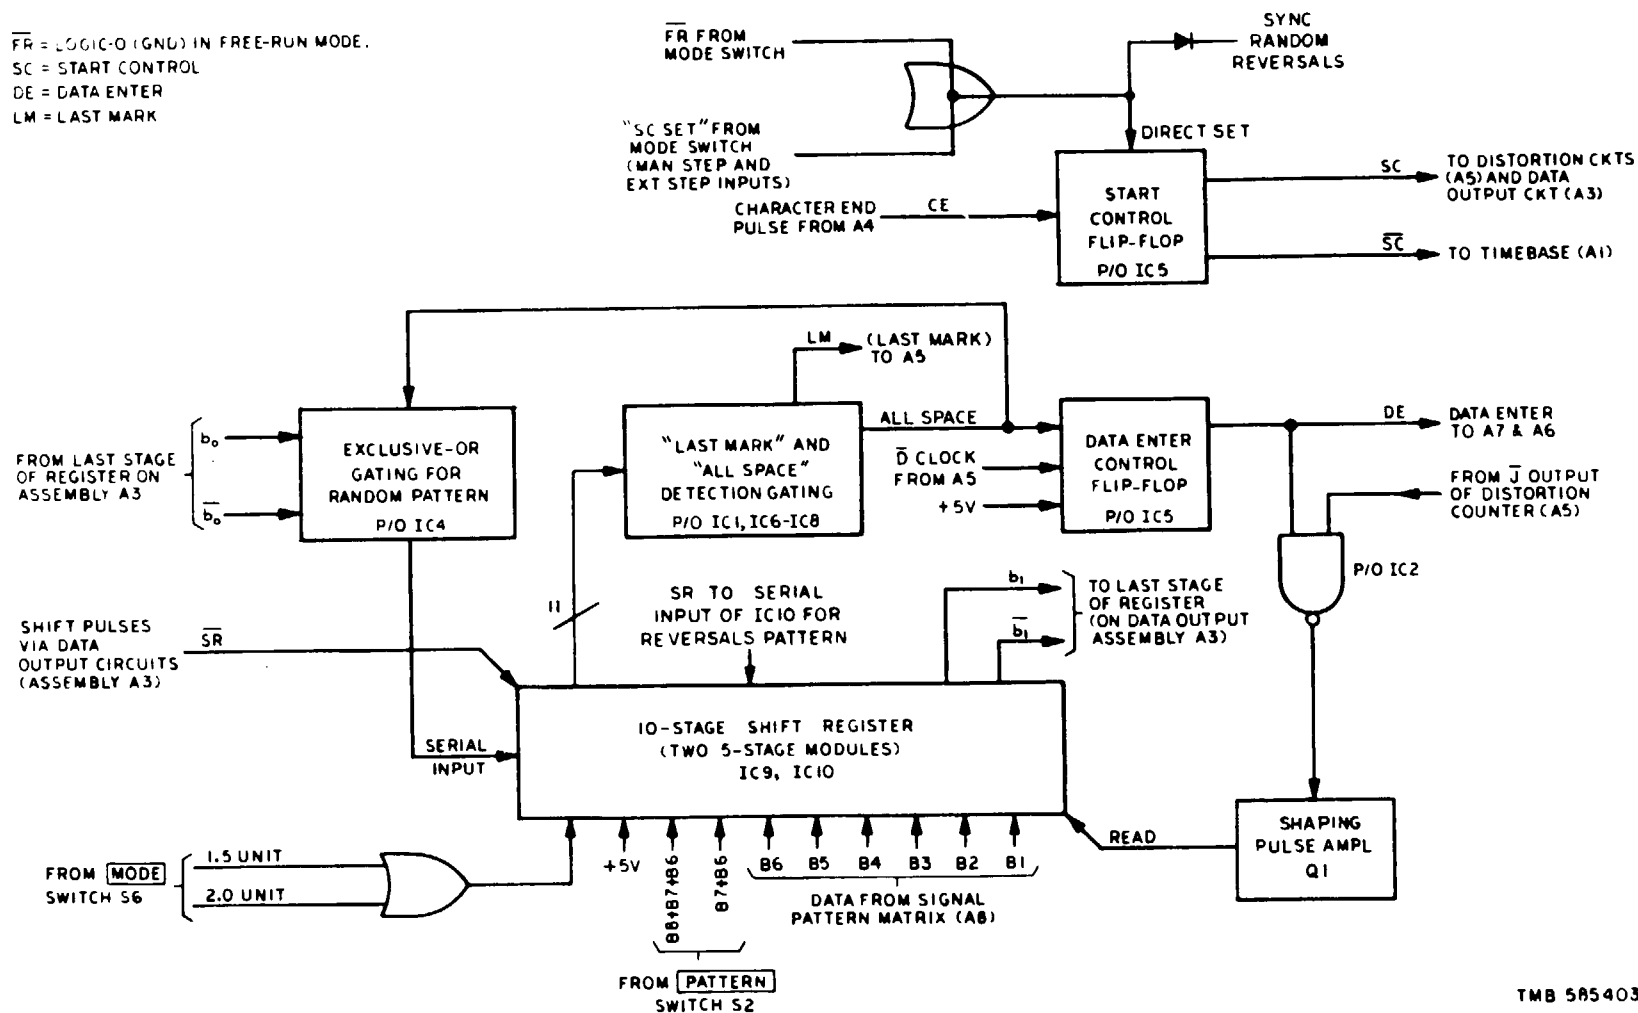 F̅R̅ = LOGIC-0 (GND) IN FREE-RUN MODE.
SC = START CONTROL
DE = DATA ENTER
LM = LAST MARK
F̅R̅ FROM
MODE SWITCH
SYNC
RANDOM
REVERSALS
"SC SET" FROM
MODE SWITCH
(MAN STEP AND
EXT STEP INPUTS)
DIRECT SET
CHARACTER END
PULSE FROM A4
CE
START
CONTROL
FLIP-FLOP
P/O IC5
SC
TO DISTORTION CKTS
(A5) AND DATA
OUTPUT CKT (A3)
S̅C̅
TO TIMEBASE (A1)
LM
(LAST MARK)
TO A5
FROM LAST STAGE
OF REGISTER ON
ASSEMBLY A3
b₀
b̅₀
EXCLUSIVE-OR
GATING FOR
RANDOM PATTERN
P/O IC4
"LAST MARK" AND
"ALL SPACE"
DETECTION GATING
P/O IC1, IC6-IC8
ALL SPACE
D̅ CLOCK
FROM A5
+5V
DATA ENTER
CONTROL
FLIP-FLOP
P/O IC5
DE
DATA ENTER
TO A7 & A6
FROM J̅ OUTPUT
OF DISTORTION
COUNTER (A5)
P/O IC2
11
SR TO SERIAL
INPUT OF IC10 FOR
REVERSALS PATTERN
b₁
b̅₁
TO LAST STAGE
OF REGISTER
(ON DATA OUTPUT
ASSEMBLY A3)
SHIFT PULSES
VIA DATA
OUTPUT CIRCUITS
(ASSEMBLY A3)
S̅R̅
SERIAL
INPUT
10-STAGE SHIFT REGISTER
(TWO 5-STAGE MODULES)
IC9, IC10
READ
SHAPING
PULSE AMPL
Q1
FROM MODE
SWITCH S6
1.5 UNIT
2.0 UNIT
+5V
B8+B7+B6
B7+B6
B6 B5 B4 B3 B2 B1
DATA FROM SIGNAL
PATTERN MATRIX (A8)
FROM PATTERN
SWITCH S2
TMB 585403